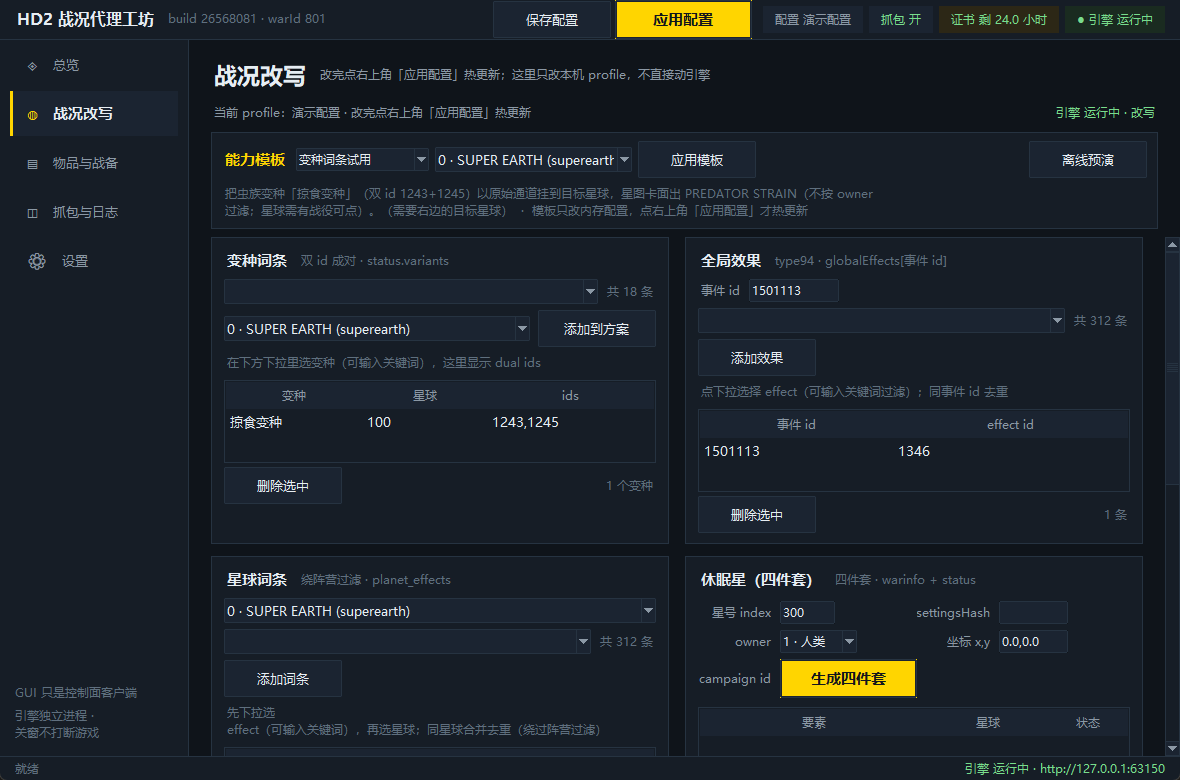 HD2 战况代理工坊 build 26568081 · warId 801
保存配置
应用配置
配置 演示配置
抓包 开
证书 剩 24.0 小时
● 引擎 运行中
总览
战况改写
物品与战备
抓包与日志
设置
GUI 只是控制面客户端
引擎独立进程 ·
关窗不打断游戏
战况改写 改完点右上角「应用配置」热更新；这里只改本机 profile，不直接动引擎
当前 profile：演示配置 · 改完点右上角「应用配置」热更新
引擎 运行中 · 改写
能力模板 变种词条试用 0 · SUPER EARTH (superearth 应用模板 离线预演
把虫族变种「掠食变种」（双 id 1243+1245）以原始通道挂到目标星球，星图卡面出 PREDATOR STRAIN（不按 owner
过滤；星球需有战役可点）。（需要右边的目标星球） · 模板只改内存配置，点右上角「应用配置」才热更新
变种词条 双 id 成对 · status.variants
共 18 条
0 · SUPER EARTH (superearth) 添加到方案
在下方下拉里选变种（可输入关键词），这里显示 dual ids
变种 星球 ids
掠食变种 100 1243,1245
删除选中 1 个变种
全局效果 type94 · globalEffects[事件 id]
事件 id 1501113
共 312 条
添加效果
点下拉选择 effect（可输入关键词过滤）；同事件 id 去重
事件 id effect id
1501113 1346
删除选中 1 条
星球词条 绕阵营过滤 · planet_effects
0 · SUPER EARTH (superearth)
共 312 条
添加词条
先下拉选
effect（可输入关键词），再选星球；同星球合并去重（绕过阵营过滤）
休眠星（四件套） 四件套 · warinfo + status
星号 index 300 settingsHash
owner 1 · 人类 坐标 x,y 0.0,0.0
campaign id 生成四件套
要素 星球 状态
就绪
引擎 运行中 · http://127.0.0.1:63150